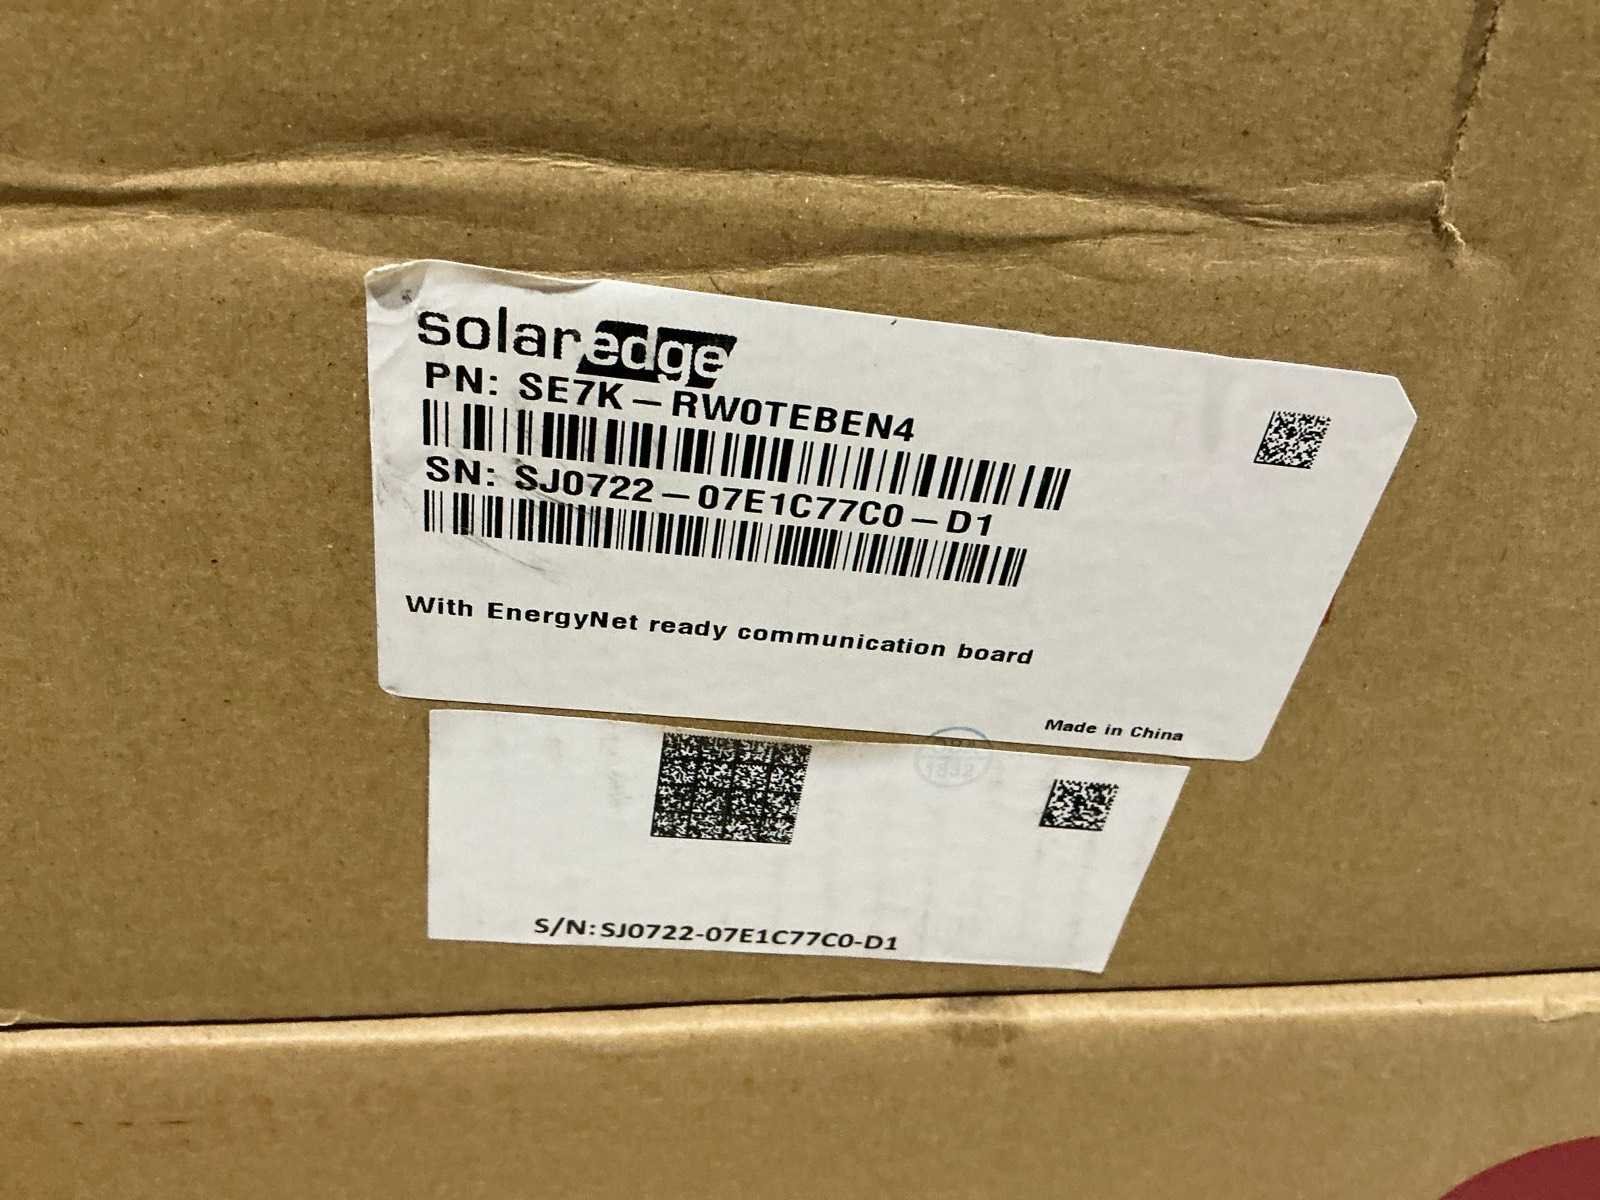 solaredge
PN: SE7K-RW0TEBEN4
SN: SJ0722-07E1C77C0-D1
With EnergyNet ready communication board
Made in China
S/N:SJ0722-07E1C77C0-D1